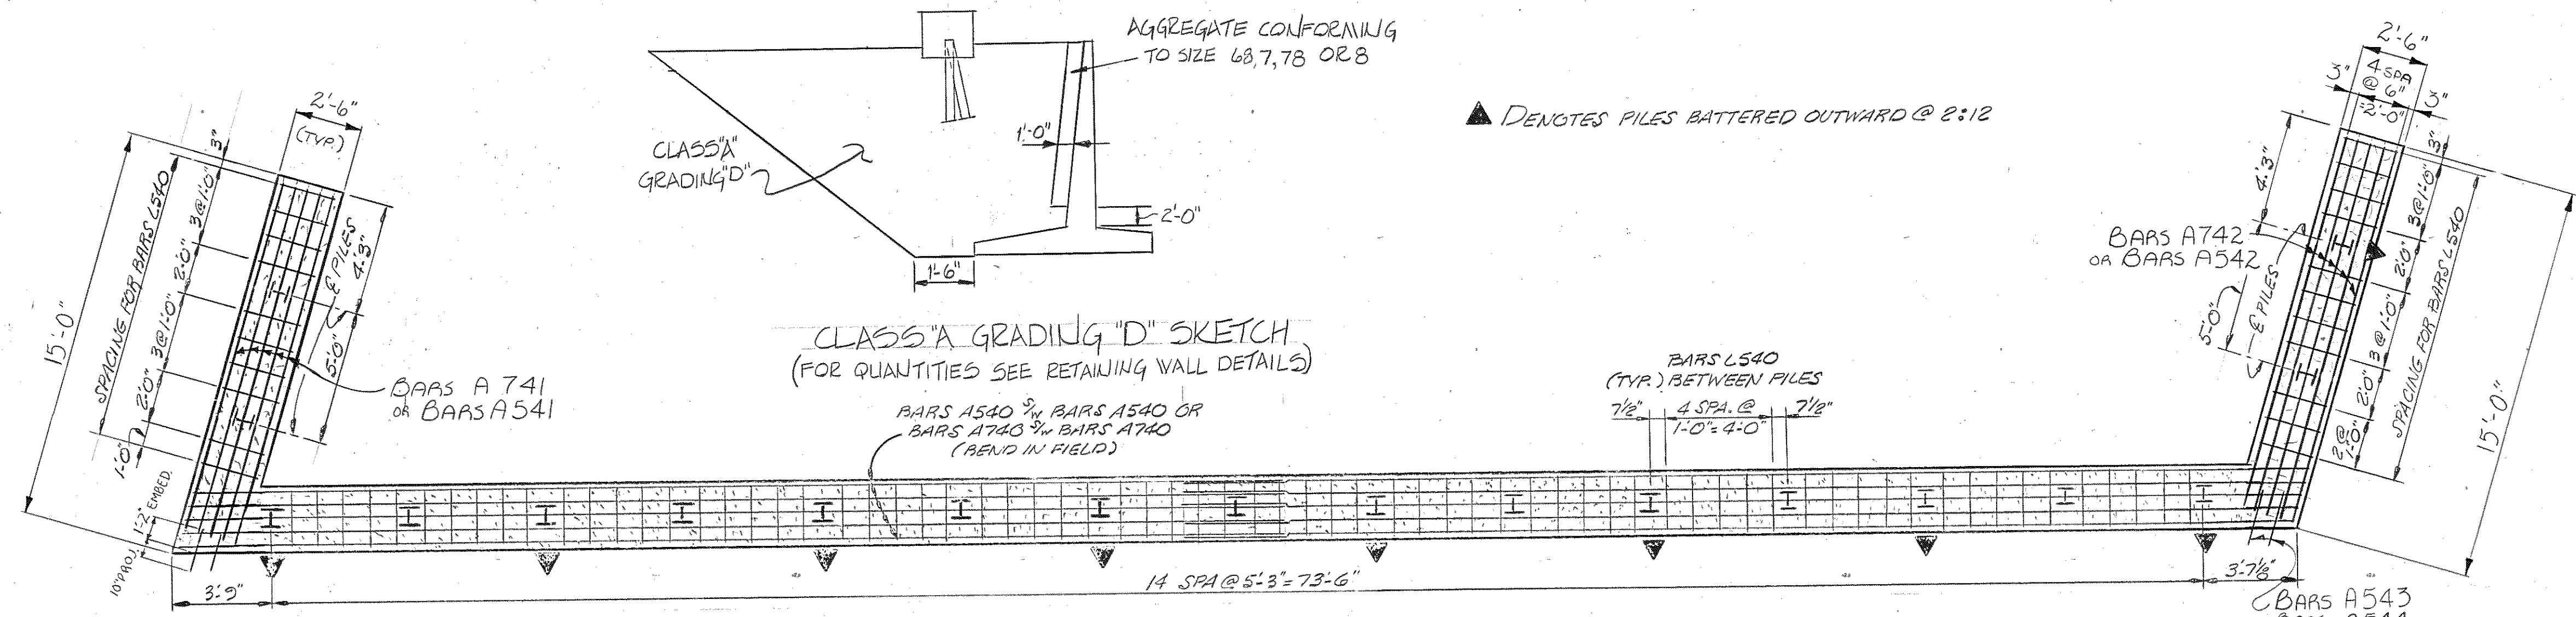 AGGREGATE CONFORMING
TO SIZE 68,7,78 OR 8
CLASS "A"
GRADING "D"
1'-0"
2'-0"
1'-6"
CLASS "A GRADING "D" SKETCH
(FOR QUANTITIES SEE RETAINING WALL DETAILS)
▲ DENOTES PILES BATTERED OUTWARD @ 2:12
2'-6"
(TYP.)
3"
3@1'-0"
2'-0"
3@1'-0"
2'-0"
1'-0"
SPACING FOR BARS L540
15'-0"
℄ PILES
4'-3"
5'-0"
BARS A 741
OR BARS A541
1'-2" EMBED.
10" PROJ.
3'-9"
BARS A540 S/W BARS A540 OR
BARS A740 S/W BARS A740
(BEND IN FIELD)
BARS L540
(TYP.) BETWEEN PILES
7½"
4 SPA. @
1'-0"=4'-0"
7½"
14 SPA @ 5'-3"=73'-6"
3'-7⅛"
BARS A543
2'-6"
3"
4 SPA
@ 6"
=2'-0"
3"
4'-3"
BARS A742
OR BARS A542
5'-0"
℄ PILES
3"
3@1'-0"
2'-0"
3@1'-0"
2'-0"
2@
1'-0"
SPACING FOR BARS L540
15'-0"